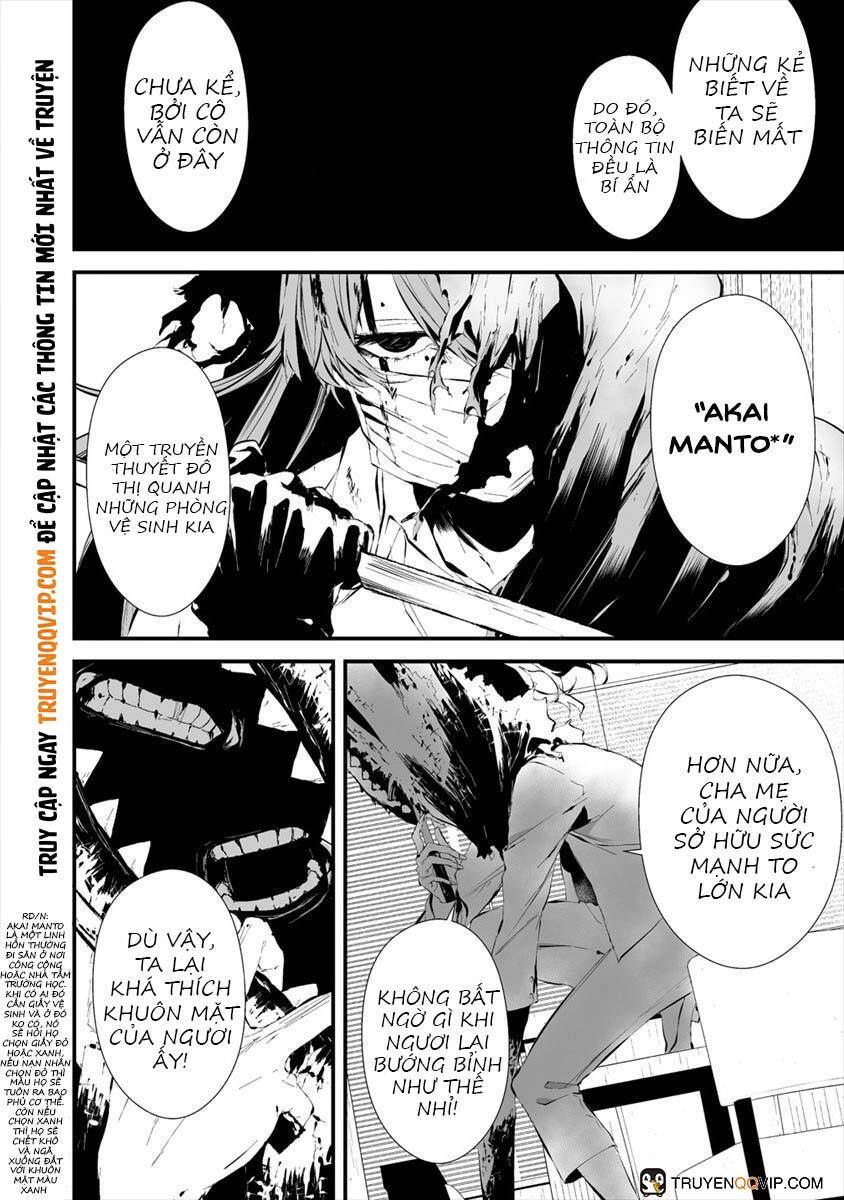 NHỮNG KẺ
BIẾT VỀ
TA SẼ
BIẾN MẤT
DO ĐÓ,
TOÀN BỘ
THÔNG TIN
ĐỀU LÀ
BÍ ẨN
CHƯA KỂ,
BỞI CÔ
VẪN CÒN
Ở ĐÂY
"AKAI
MANTO*"
MỘT TRUYỀN
THUYẾT ĐÔ
THỊ QUANH
NHỮNG PHÒNG
VỆ SINH KIA
HƠN NỮA,
CHA MẸ
CỦA NGƯỜI
SỞ HỮU SỨC
MẠNH TO
LỚN KIA
KHÔNG BẤT
NGỜ GÌ KHI
NGƯƠI LẠI
BƯỚNG BỈNH
NHƯ THẾ
NHỈ!
DÙ VẬY,
TA LẠI
KHÁ THÍCH
KHUÔN MẶT
CỦA NGƯƠI
ẤY!
TRUY CẬP NGAY TRUYENQQVIP.COM ĐỂ CẬP NHẬT CÁC THÔNG TIN MỚI NHẤT VỀ TRUYỆN
RD/N:
AKAI MANTO
LÀ MỘT LINH
HỒN THƯỜNG
ĐI SĂN Ở NƠI
CÔNG CỘNG
HOẶC NHÀ TẮM
TRƯỜNG HỌC.
KHI CÓ AI ĐÓ
CẦN GIẤY VỆ
SINH VÀ Ở ĐÓ
KO CÓ, NÓ
SẼ HỎI HỌ
CHỌN GIẤY ĐỎ
HOẶC XANH,
NẾU NẠN NHÂN
CHỌN ĐỎ THÌ
MÁU HỌ SẼ
TUÔN RA BAO
PHỦ CƠ THỂ.
CÒN NẾU
CHỌN XANH
THÌ HỌ SẼ
CHẾT KHÔ
VÀ NGÃ
XUỐNG ĐẤT
VỚI KHUÔN
MẶT MÀU
XANH
TRUYENQQVIP.COM